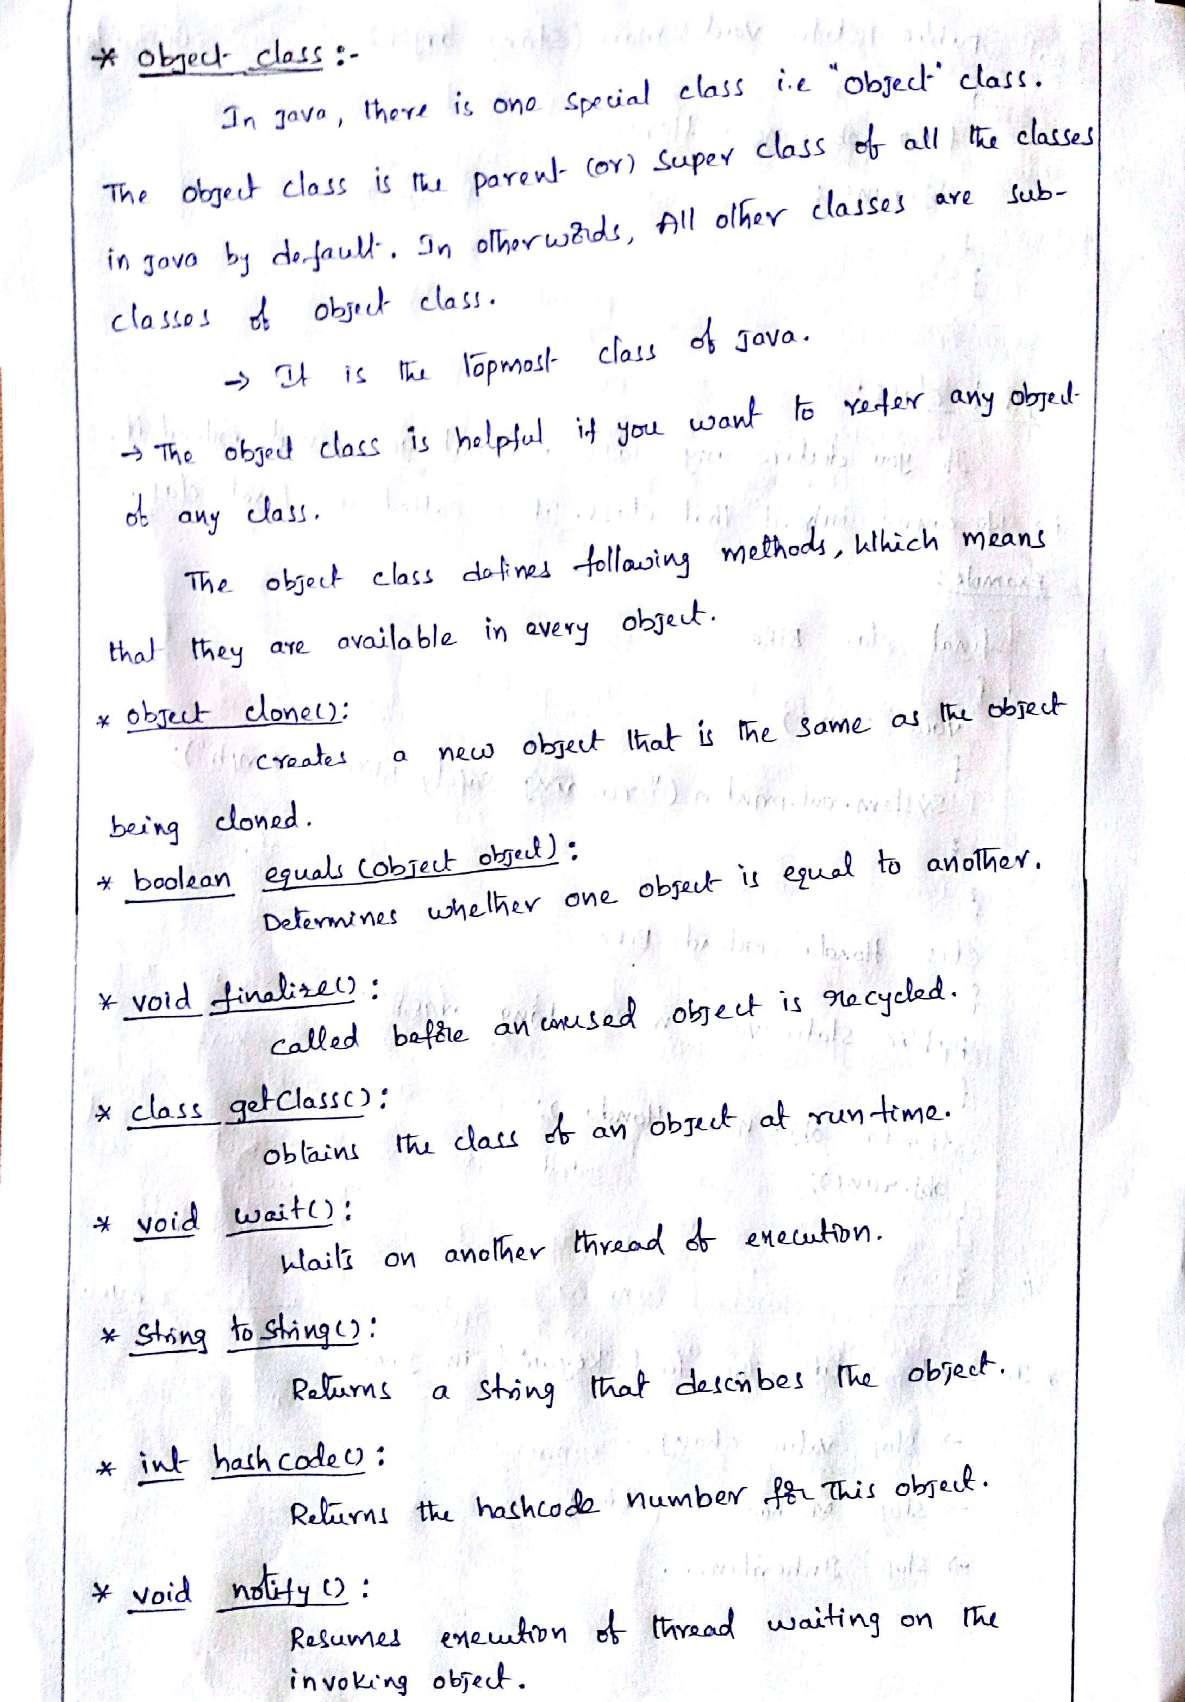 * Object class :-
In Java, there is one special class i.e "Object" class.
The object class is the parent (or) super class of all the classes
in Java by default. In otherwords, All other classes are sub-
classes of Object class.
→ It is the topmost class of Java.
→ The object class is helpful if you want to refer any object
of any class.
The object class defines following methods, Which means
that they are available in every object.
* Object clone():
Creates a new object that is the same as the object
being cloned.
* boolean equals (Object object) :
Determines whether one object is equal to another.
* void finalize() :
Called before an unused object is recycled.
* class getClass() :
Obtains the class of an object at run time.
* void wait() :
Waits on another thread of execution.
* String toString() :
Returns a string that describes the object.
* int hashcode() :
Returns the hashcode number for This object.
* void notify () :
Resumes execution of thread waiting on the
invoking object.